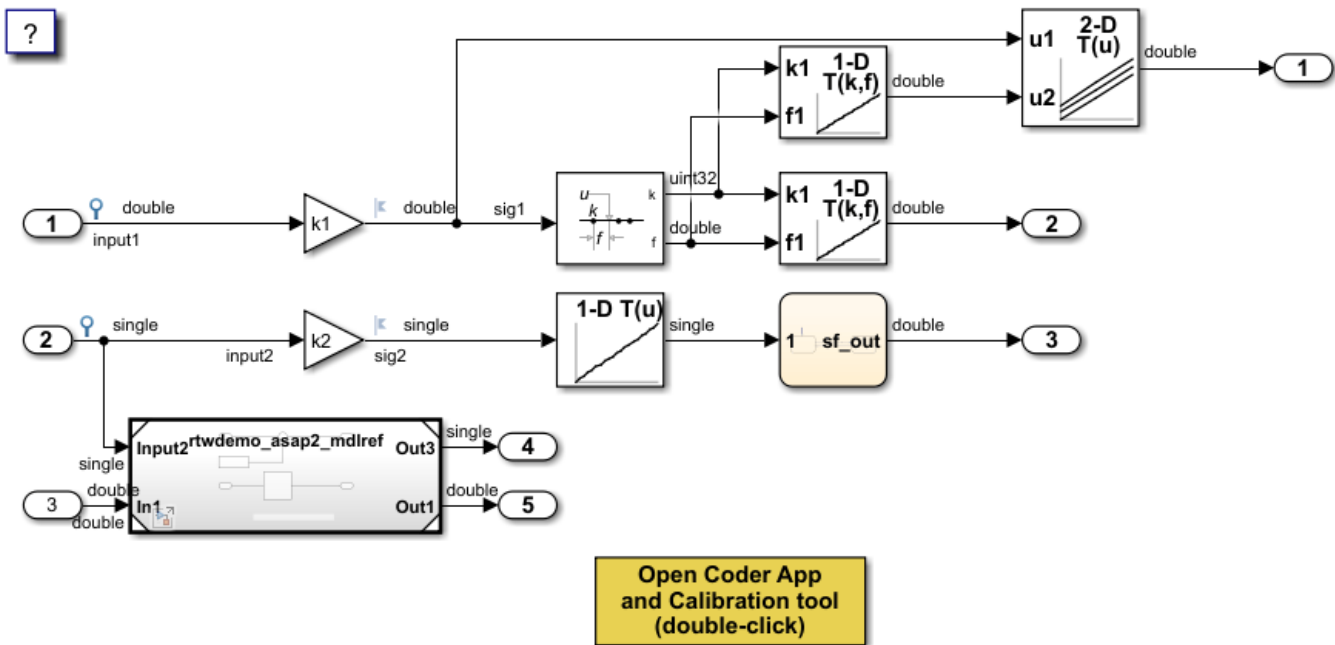 ?
u1
2-D
T(u)
double
1
u2
k1
1-D
T(k,f)
double
f1
1
double
input1
k1
double
sig1
u
k
f
k
f
uint32
double
k1
1-D
T(k,f)
double
f1
2
2
single
input2
k2
single
sig2
1-D T(u)
single
1
sf_out
double
3
Input2
rtwdemo_asap2_mdlref
Out3
single
4
single
3
double
double
In1
Out1
double
5
Open Coder App
and Calibration tool
(double-click)